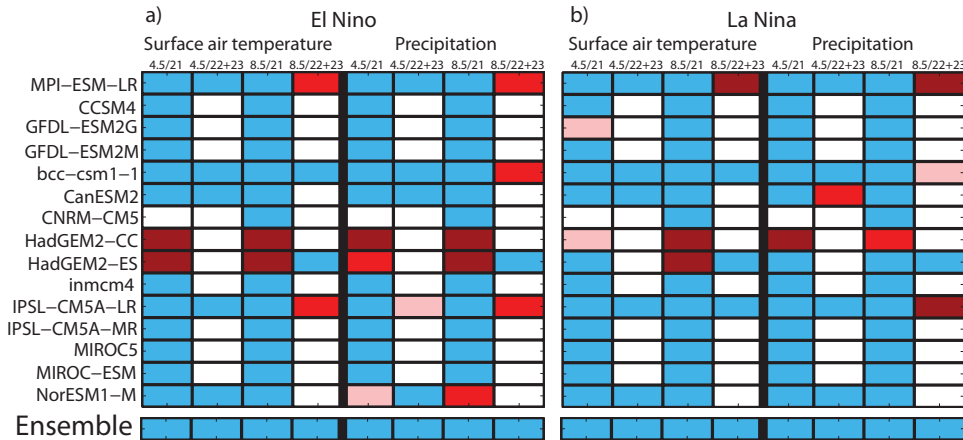 a) El Nino
Surface air temperature Precipitation
4.5/21 4.5/22+23 8.5/21 8.5/22+23 4.5/21 4.5/22+23 8.5/21 8.5/22+23
b) La Nina
Surface air temperature Precipitation
4.5/21 4.5/22+23 8.5/21 8.5/22+23 4.5/21 4.5/22+23 8.5/21 8.5/22+23
MPI−ESM−LR
CCSM4
GFDL−ESM2G
GFDL−ESM2M
bcc−csm1−1
CanESM2
CNRM−CM5
HadGEM2−CC
HadGEM2−ES
inmcm4
IPSL−CM5A−LR
IPSL−CM5A−MR
MIROC5
MIROC−ESM
NorESM1−M
Ensemble